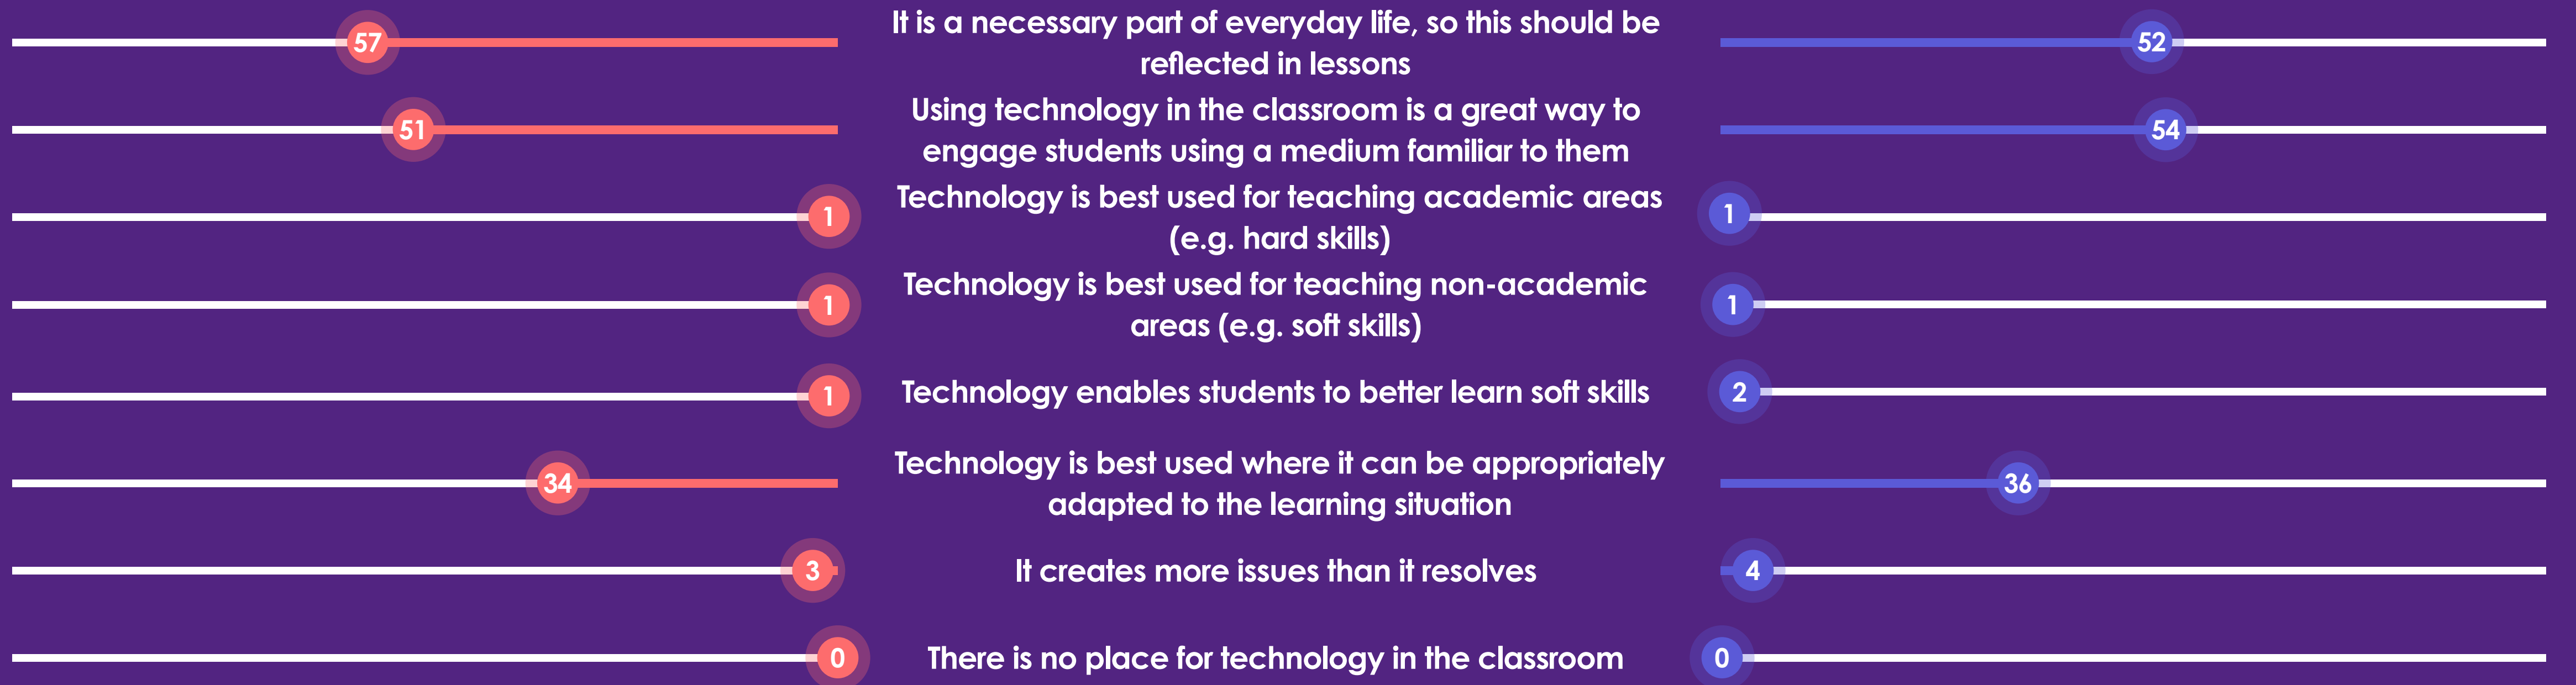 57
It is a necessary part of everyday life, so this should be
reflected in lessons
52
51
Using technology in the classroom is a great way to
engage students using a medium familiar to them
54
1
Technology is best used for teaching academic areas
(e.g. hard skills)
1
1
Technology is best used for teaching non-academic
areas (e.g. soft skills)
1
1
Technology enables students to better learn soft skills
2
34
Technology is best used where it can be appropriately
adapted to the learning situation
36
3
It creates more issues than it resolves
4
0
There is no place for technology in the classroom
0